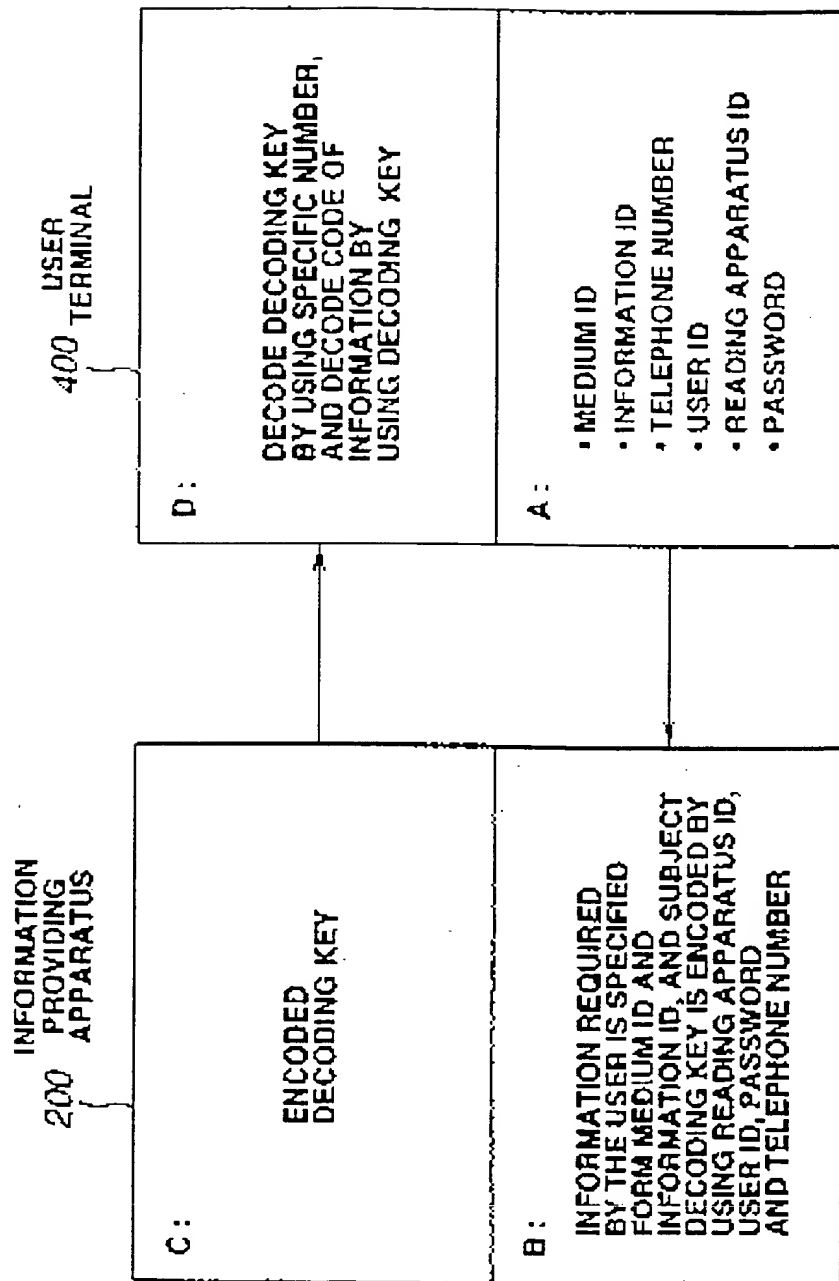 200
INFORMATION
PROVIDING
APPARATUS
C:
ENCODED
DECODING KEY
B:
INFORMATION REQUIRED
BY THE USER IS SPECIFIED
FORM MEDIUM ID AND
INFORMATION ID, AND SUBJECT
DECODING KEY IS ENCODED BY
USING READING APPARATUS ID,
USER ID, PASSWORD
AND TELEPHONE NUMBER
400
USER
TERMINAL
D:
DECODE DECODING KEY
BY USING SPECIFIC NUMBER,
AND DECODE CODE OF
INFORMATION BY
USING DECODING KEY
A:
• MEDIUM ID
• INFORMATION ID
• TELEPHONE NUMBER
• USER ID
• READING APPARATUS ID
• PASSWORD